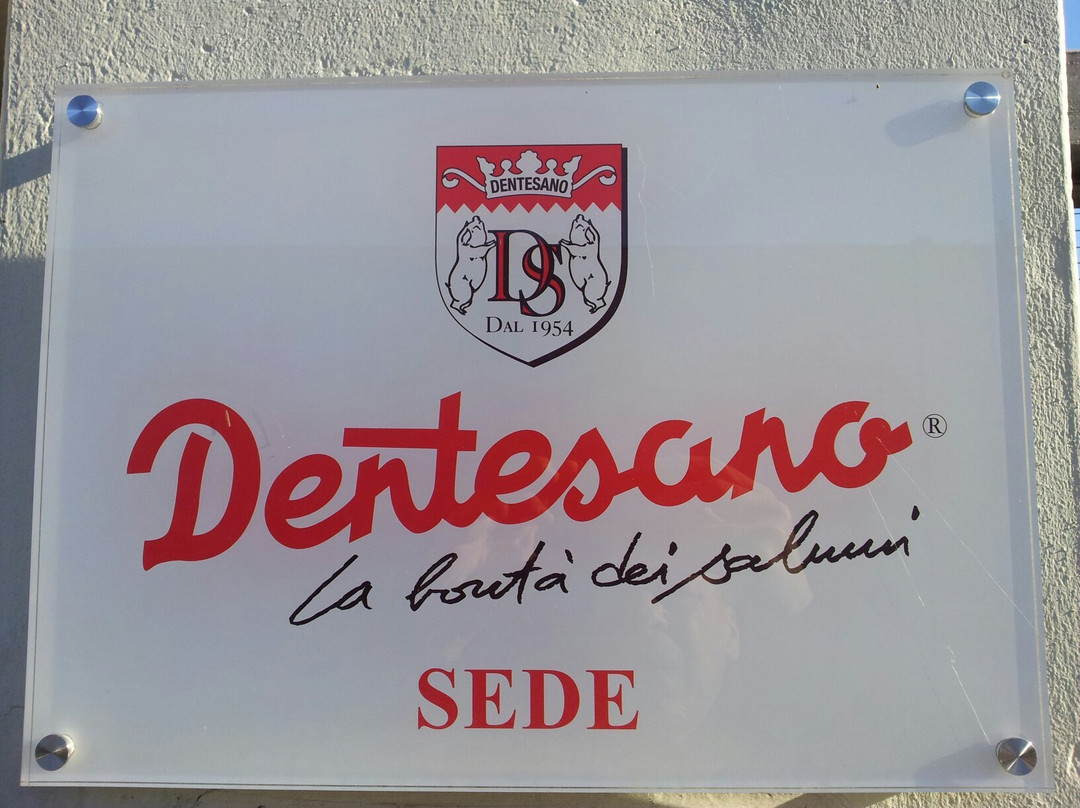 DENTESANO
DS
DAL 1954
Dentesano®
La bontà dei salumi
SEDE